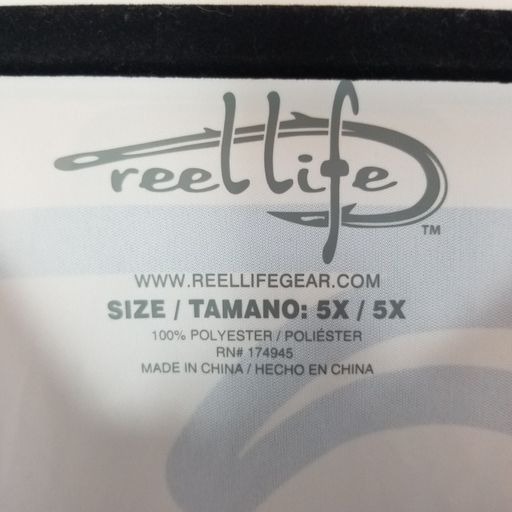 reel life
TM
WWW.REELLIFEGEAR.COM
SIZE / TAMANO: 5X / 5X
100% POLYESTER / POLIÉSTER
RN# 174945
MADE IN CHINA / HECHO EN CHINA